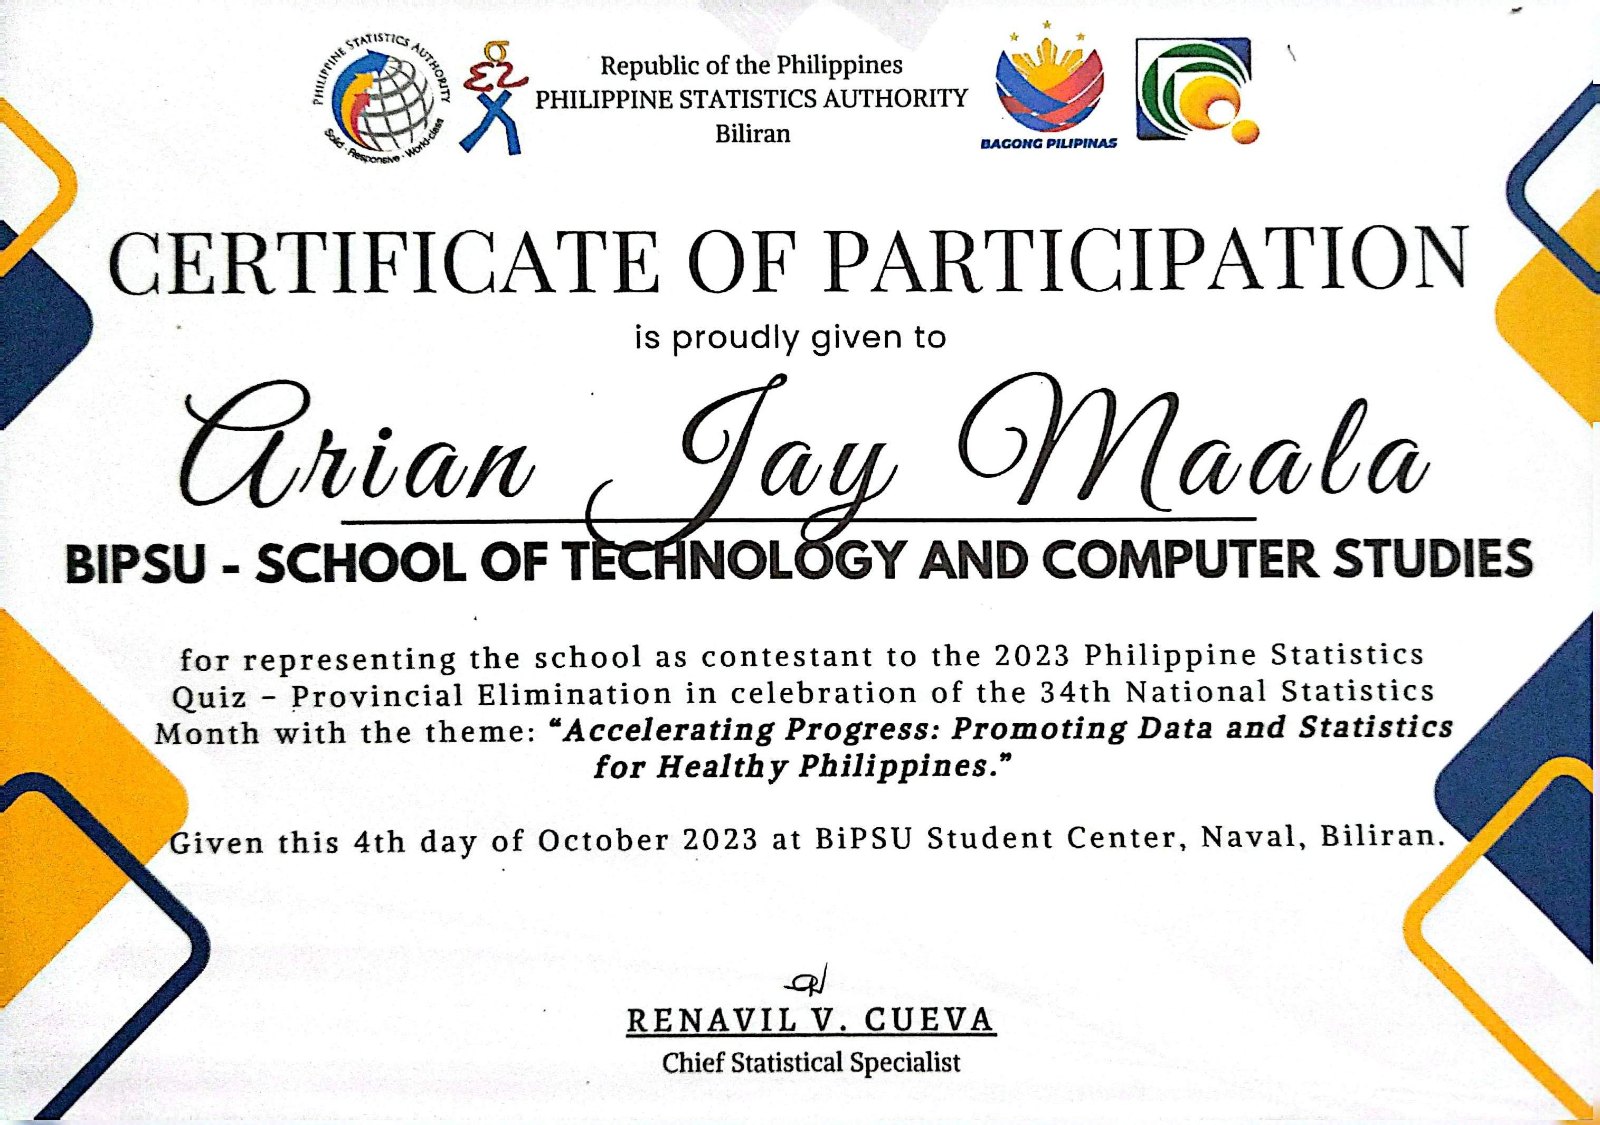 PHILIPPINE STATISTICS AUTHORITY
Solid · Responsive · World-class
Republic of the Philippines
PHILIPPINE STATISTICS AUTHORITY
Biliran
BAGONG PILIPINAS
CERTIFICATE OF PARTICIPATION
is proudly given to
Arian Jay Maala
BIPSU - SCHOOL OF TECHNOLOGY AND COMPUTER STUDIES
for representing the school as contestant to the 2023 Philippine Statistics
Quiz – Provincial Elimination in celebration of the 34th National Statistics
Month with the theme: “Accelerating Progress: Promoting Data and Statistics
for Healthy Philippines.”
Given this 4th day of October 2023 at BiPSU Student Center, Naval, Biliran.
RENAVIL V. CUEVA
Chief Statistical Specialist